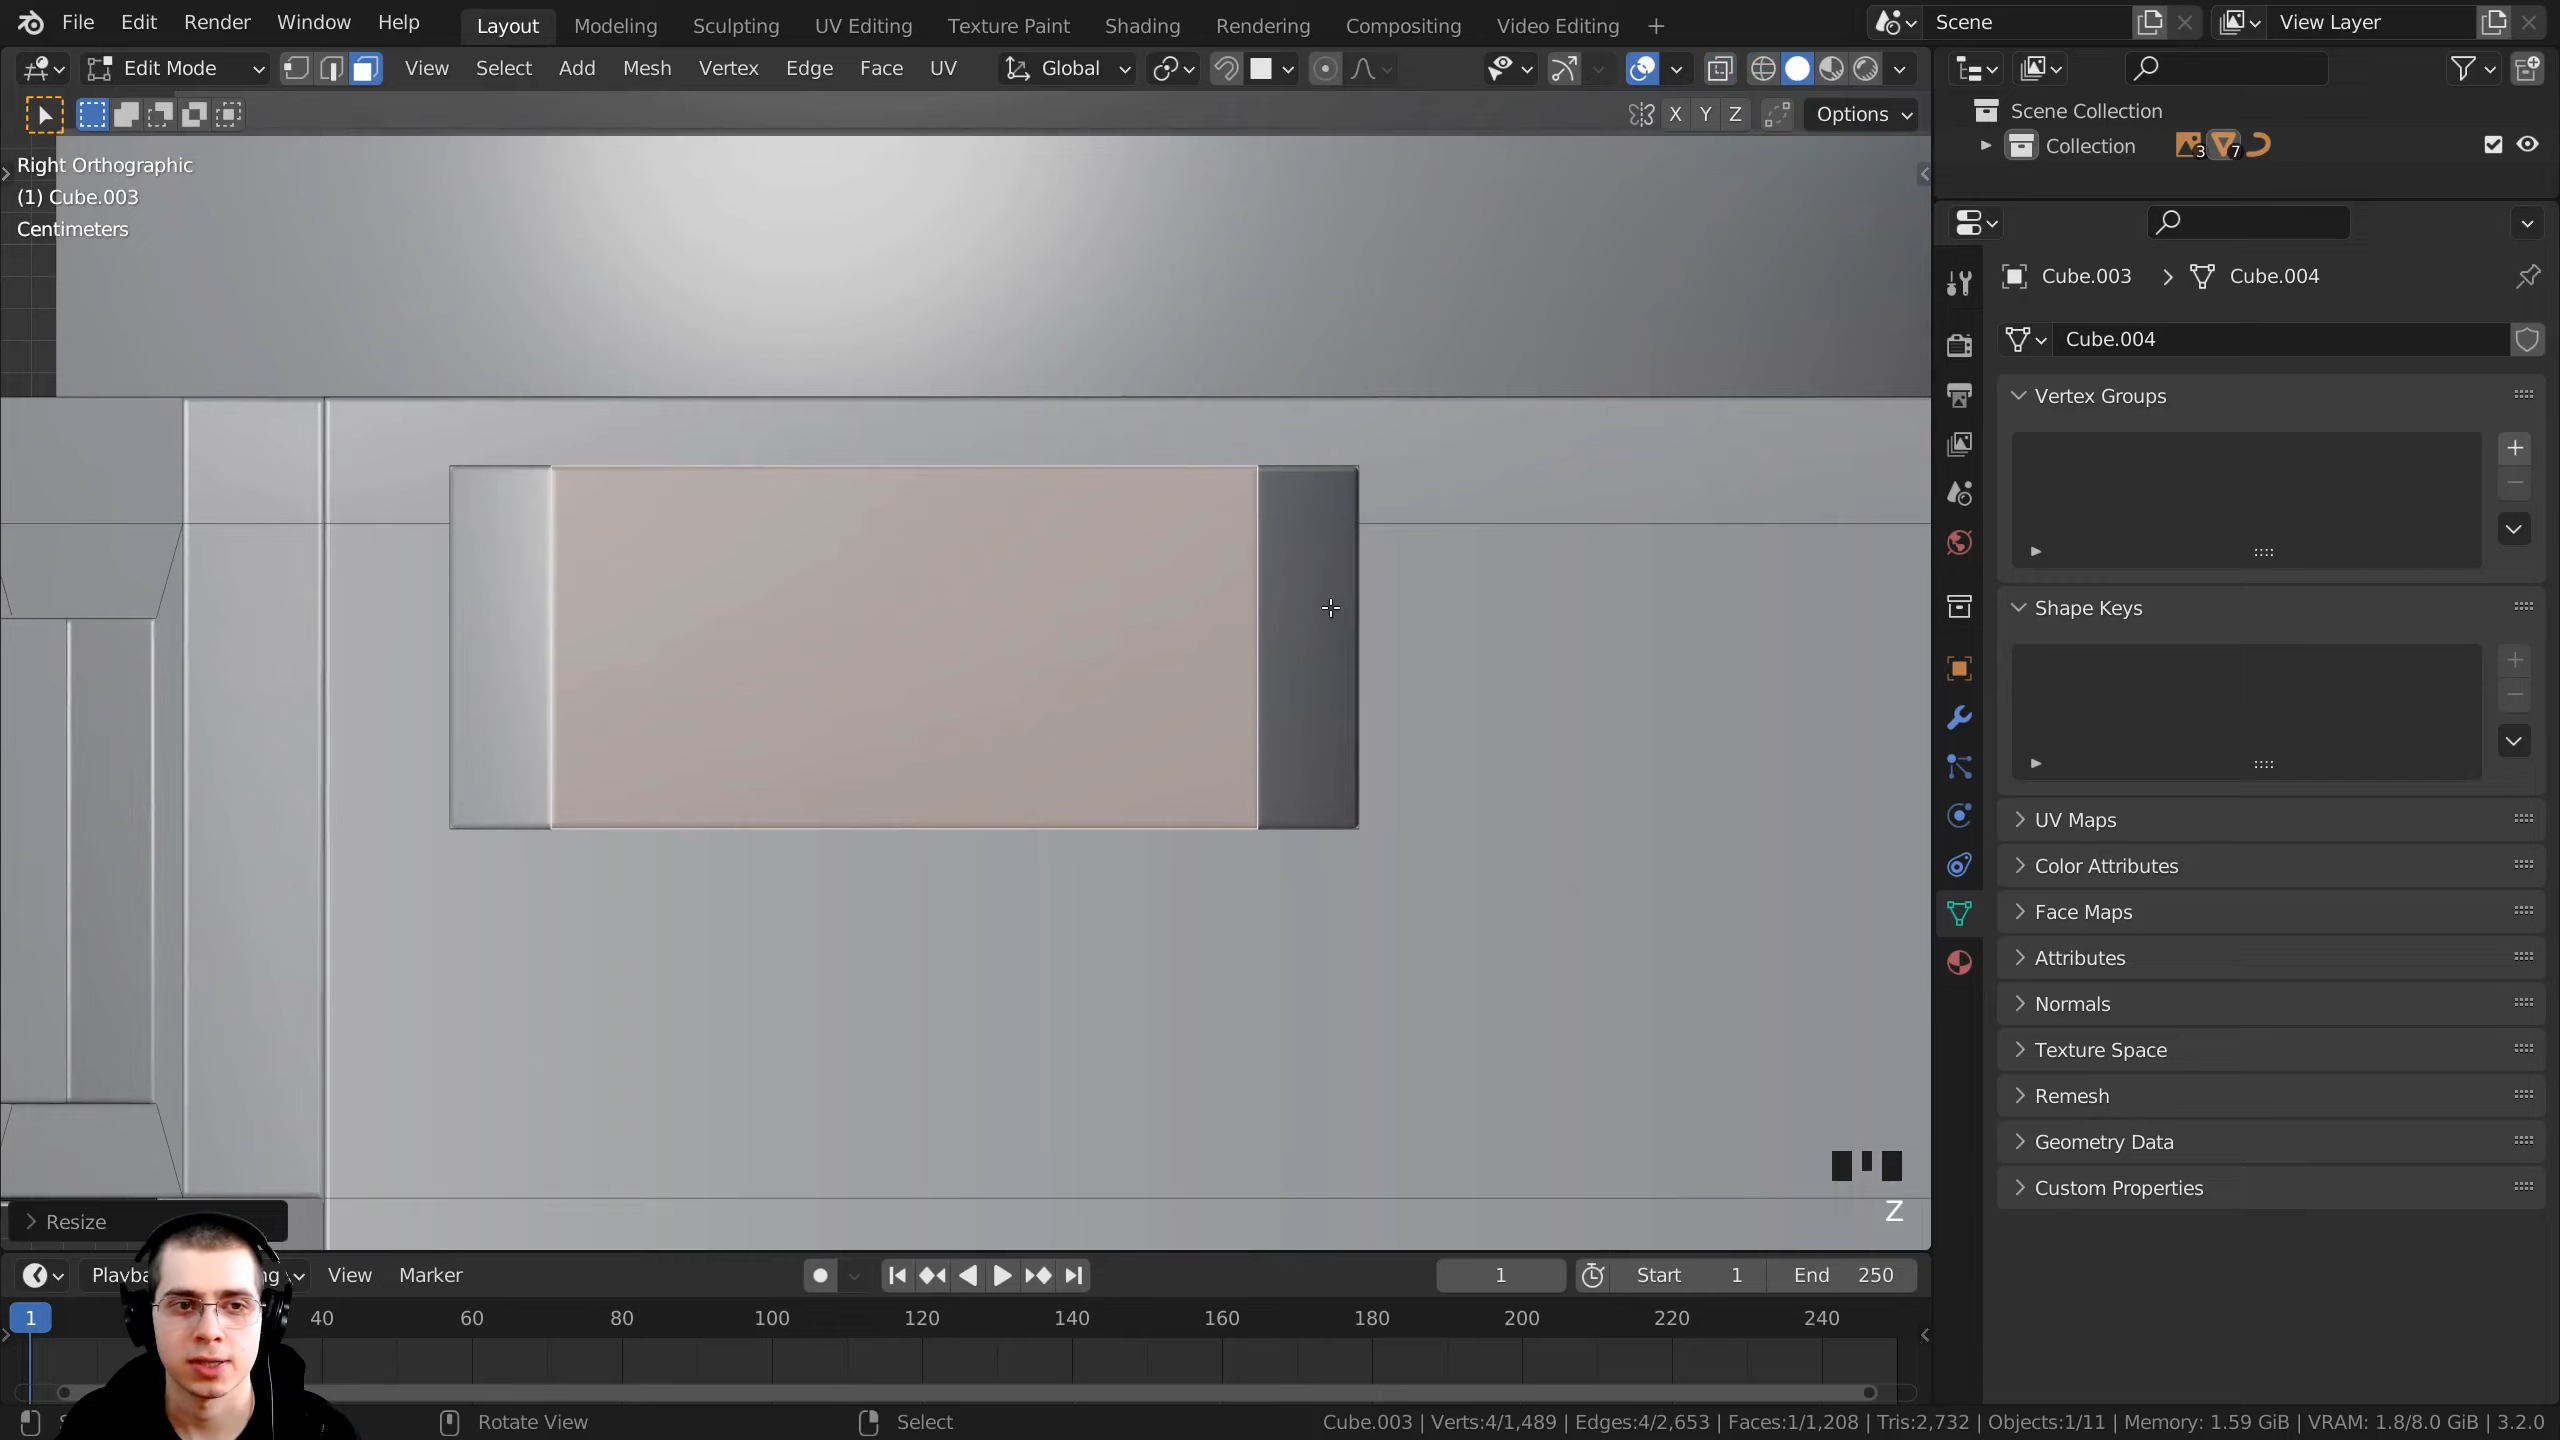 File Edit Render Window Help Layout Modeling Sculpting UV Editing Texture Paint Shading Rendering Compositing Video Editing + Scene View Layer
Edit Mode View Select Add Mesh Vertex Edge Face UV Global
X Y Z Options
Scene Collection
Collection 3 7
Right Orthographic
(1) Cube.003
Centimeters
Cube.003 > Cube.004
Cube.004
Vertex Groups
Shape Keys
UV Maps
Color Attributes
Face Maps
Attributes
Normals
Texture Space
Remesh
Geometry Data
Custom Properties
Z
Resize
View Marker 1 Start 1 End 250
1 40 60 80 100 120 140 160 180 200 220 240
Rotate View Select Cube.003 | Verts:4/1,489 | Edges:4/2,653 | Faces:1/1,208 | Tris:2,732 | Objects:1/11 | Memory: 1.59 GiB | VRAM: 1.8/8.0 GiB | 3.2.0